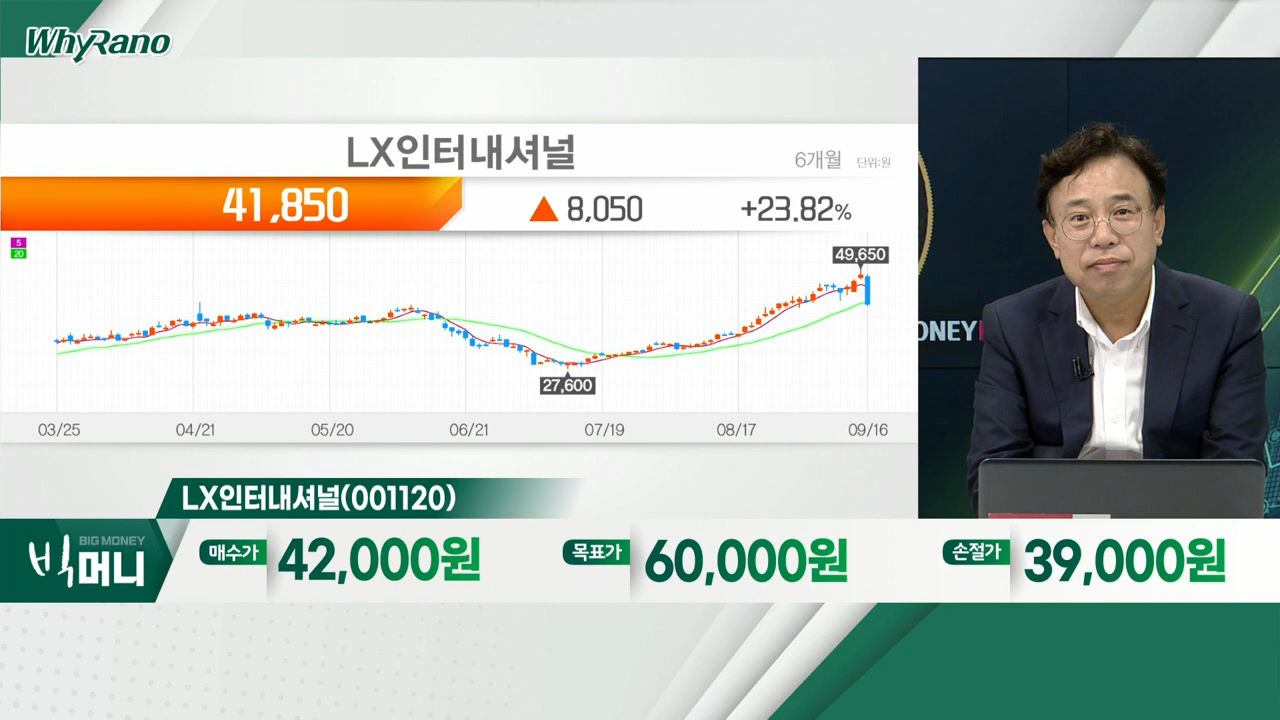 WhyRano
LX인터내셔널
6개월 단위:원
41,850 ▲ 8,050 +23.82%
5
20
49,650
27,600
03/25 04/21 05/20 06/21 07/19 08/17 09/16
ONEY
LX인터내셔널(001120)
BIG MONEY
빅머니
매수가 42,000원 목표가 60,000원 손절가 39,000원